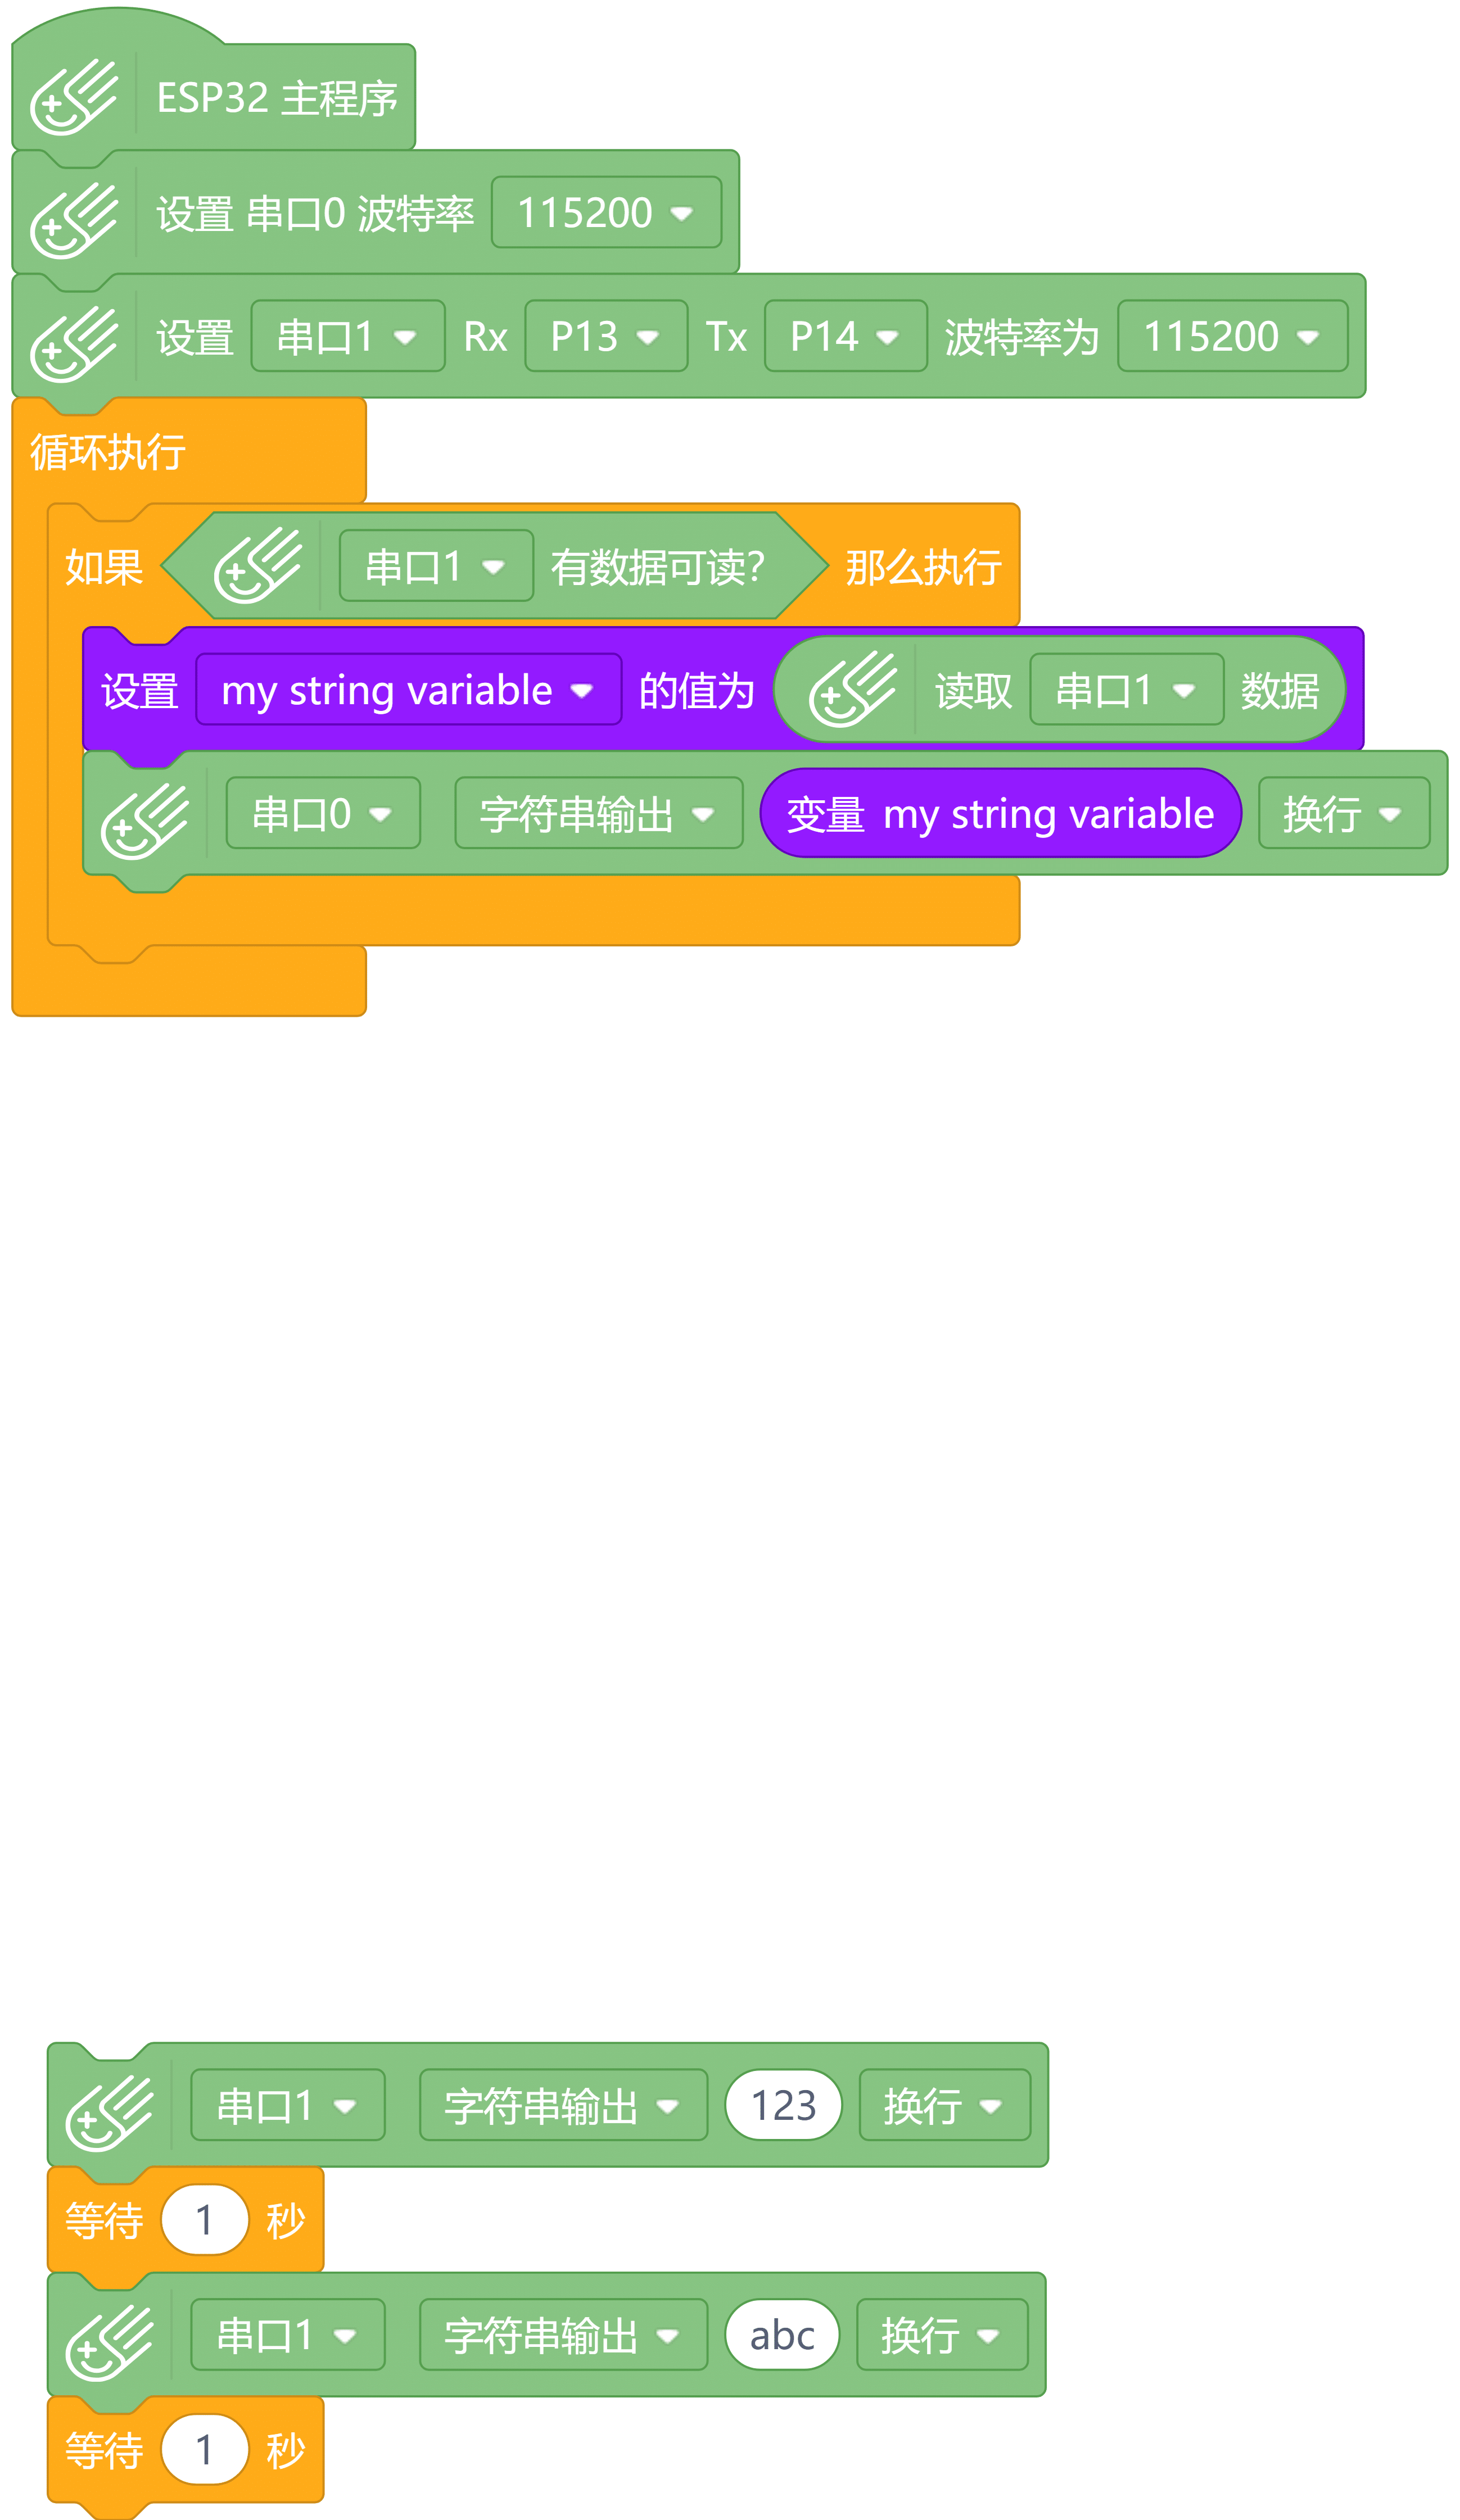 ESP32 主程序
设置 串口0 波特率 115200
设置 串口1 Rx P13 Tx P14 波特率为 115200
循环执行
如果 串口1 有数据可读? 那么执行
设置 my string variable 的值为 读取 串口1 数据
串口0 字符串输出 变量 my string variable 换行
串口1 字符串输出 123 换行
等待 1 秒
串口1 字符串输出 abc 换行
等待 1 秒